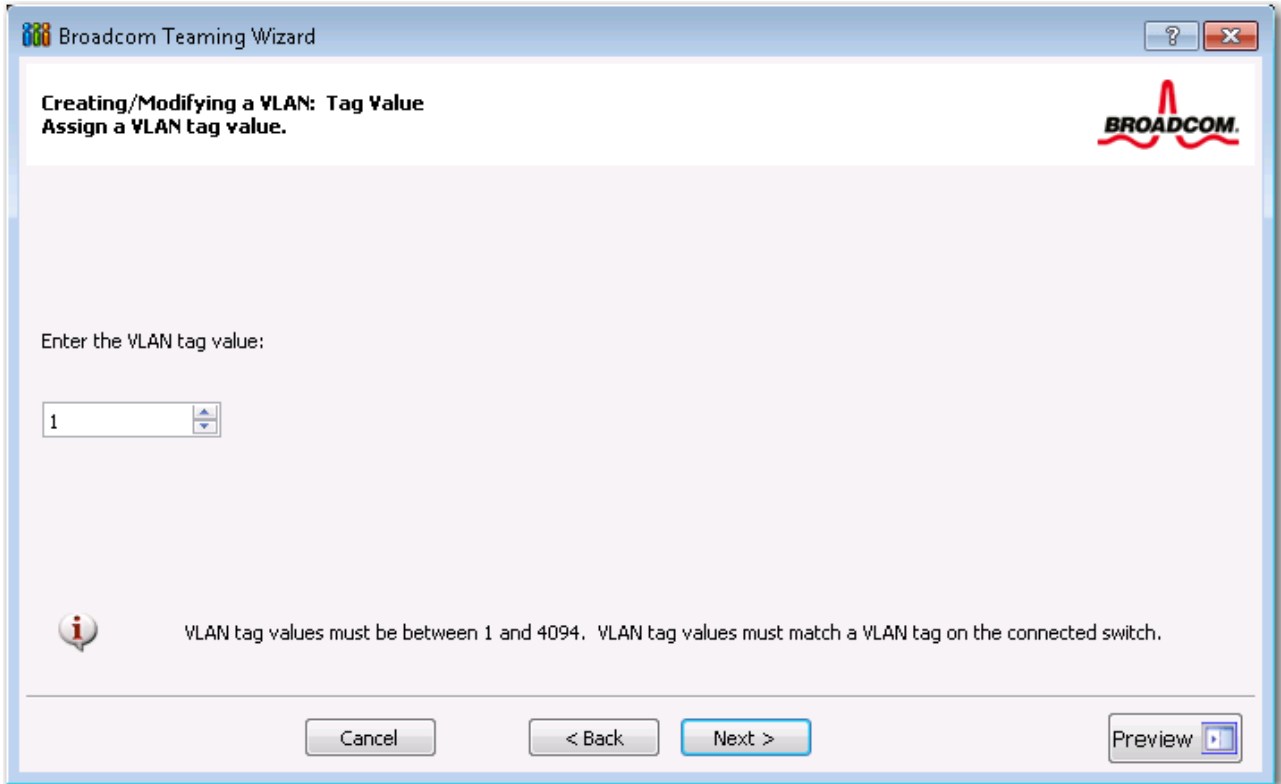 Broadcom Teaming Wizard
?
Creating/Modifying a VLAN: Tag Value
Assign a VLAN tag value.
BROADCOM.
Enter the VLAN tag value:
1
VLAN tag values must be between 1 and 4094. VLAN tag values must match a VLAN tag on the connected switch.
Cancel
< Back
Next >
Preview